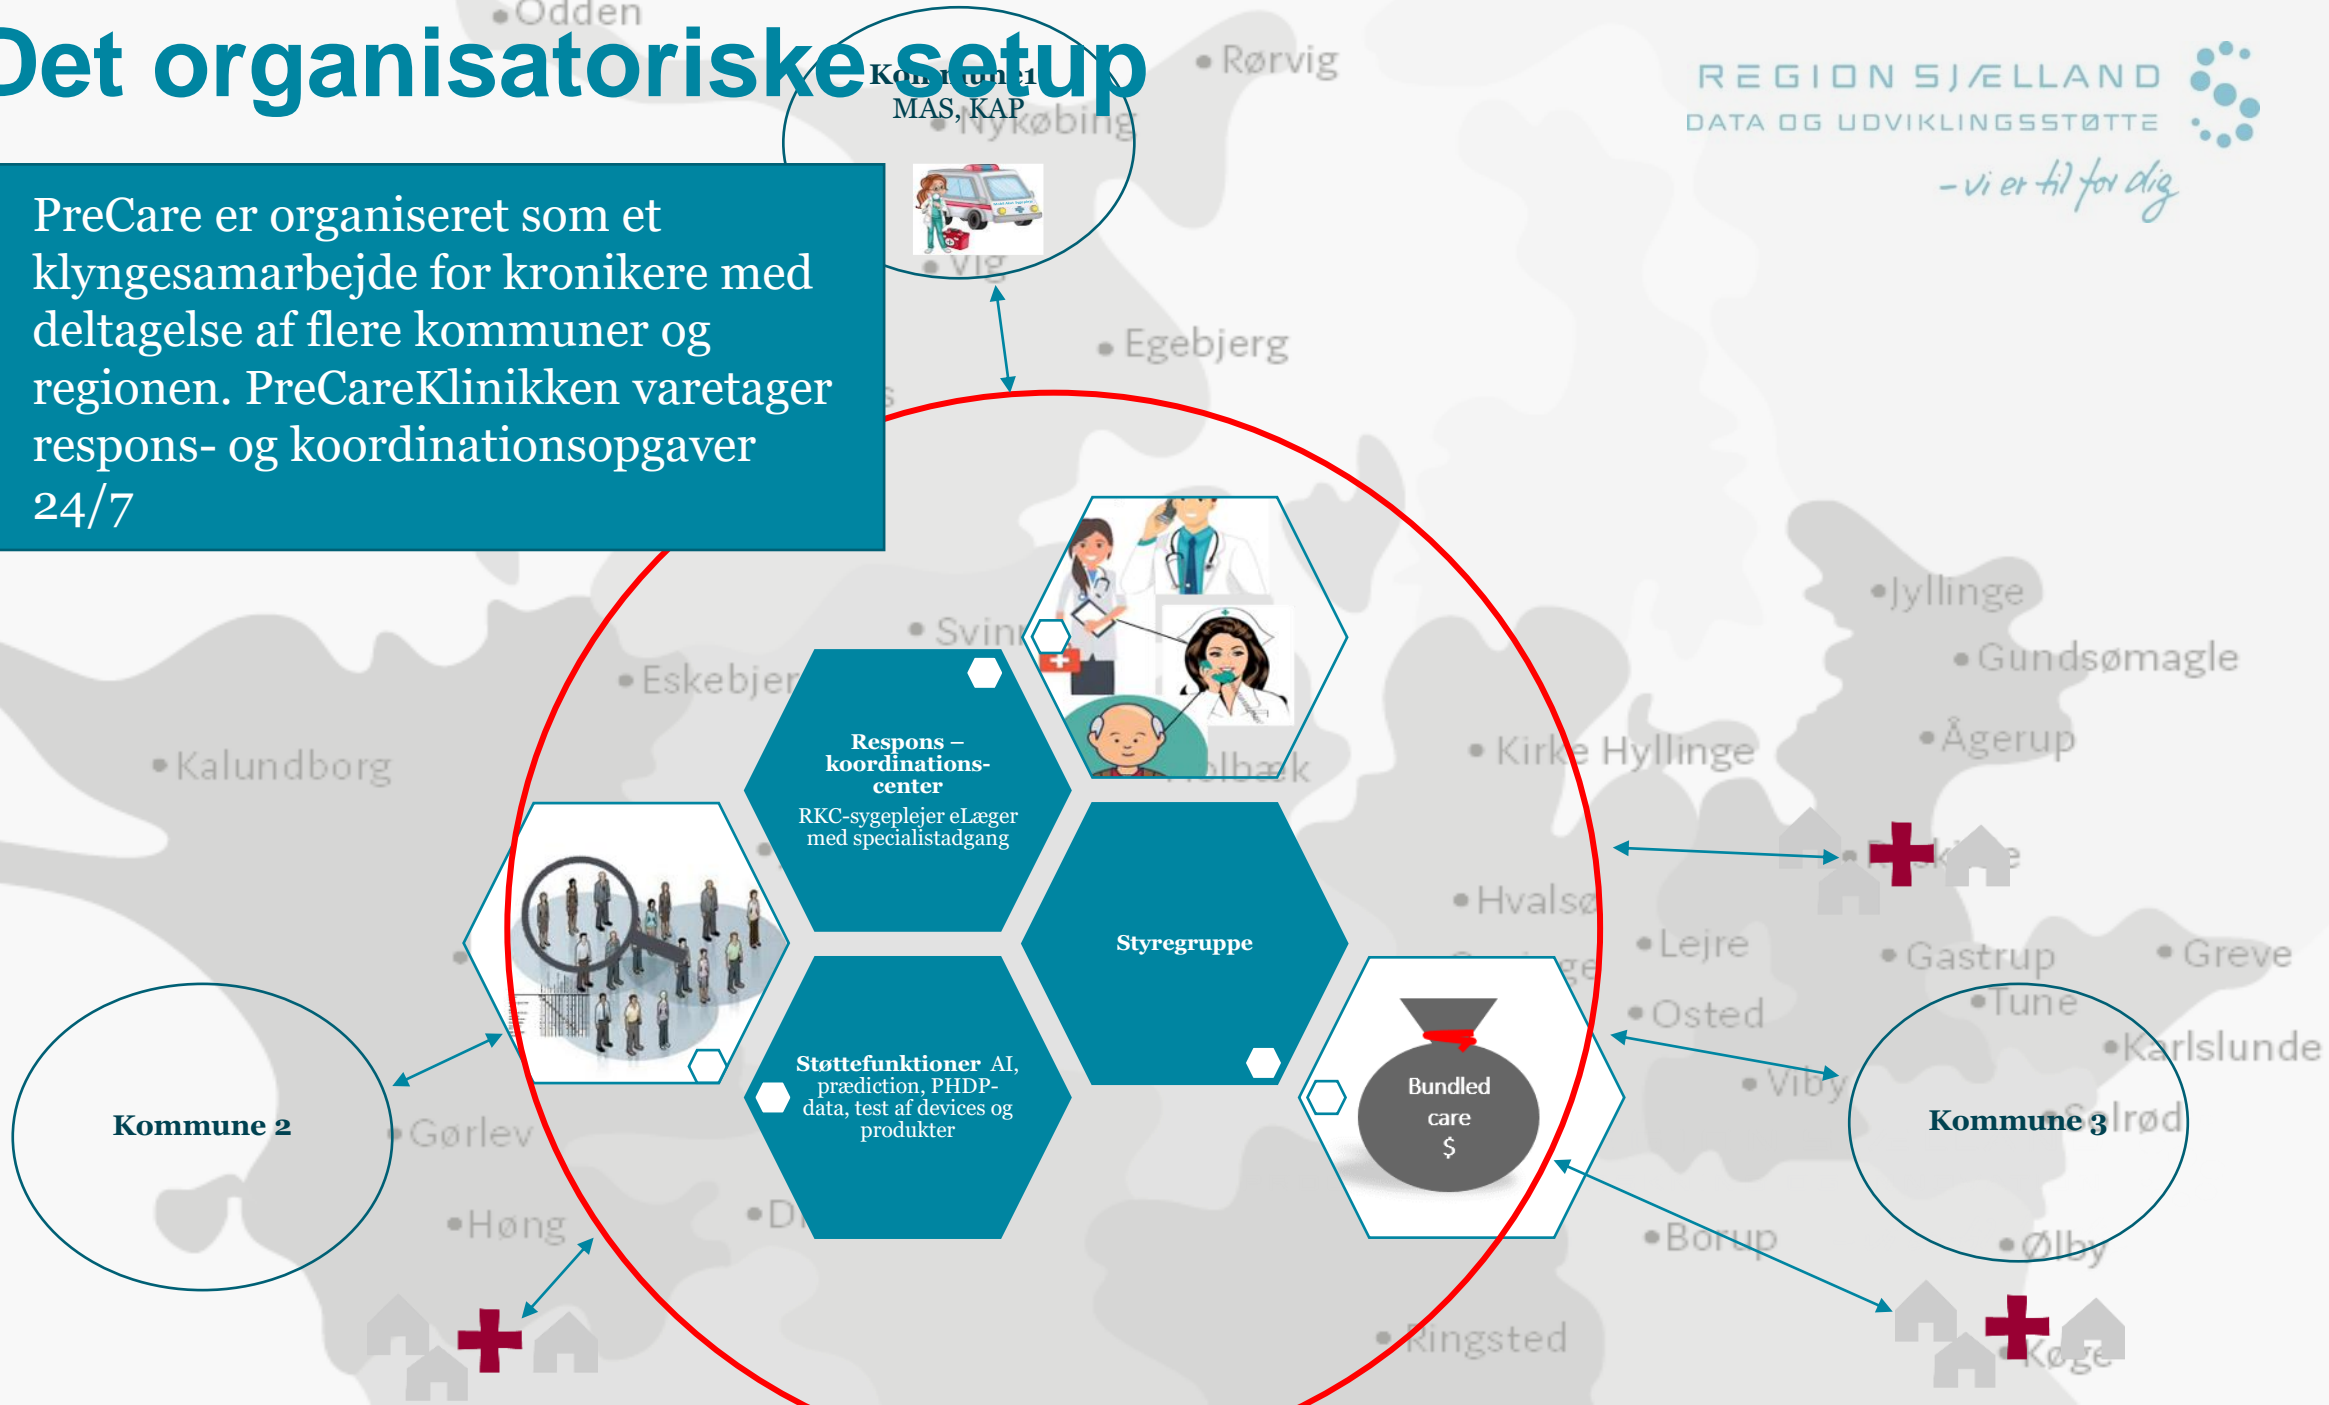 Odden
Det organisatoriske setup
Kommune1
MAS, KAP
Rørvig
Nykøbing
Vig
REGION SJÆLLAND
DATA OG UDVIKLINGSSTØTTE
- vi er til for dig
PreCare er organiseret som et
klyngesamarbejde for kronikere med
deltagelse af flere kommuner og
regionen. PreCareKlinikken varetager
respons- og koordinationsopgaver
24/7
Egebjerg
Jyllinge
Gundsømagle
Ågerup
Kirke Hyllinge
Kalundborg
Respons –
koordinations-
center
RKC-sygeplejer eLæger
med specialistadgang
Styregruppe
Støttefunktioner AI,
prædiction, PHDP-
data, test af devices og
produkter
Bundled
care
$
Lejre
Gastrup
Greve
Osted
Tune
Karlslunde
Viby
Kommune 2
Kommune 3
Gørlev
Høng
Borup
Ølby
Ringsted
Køge